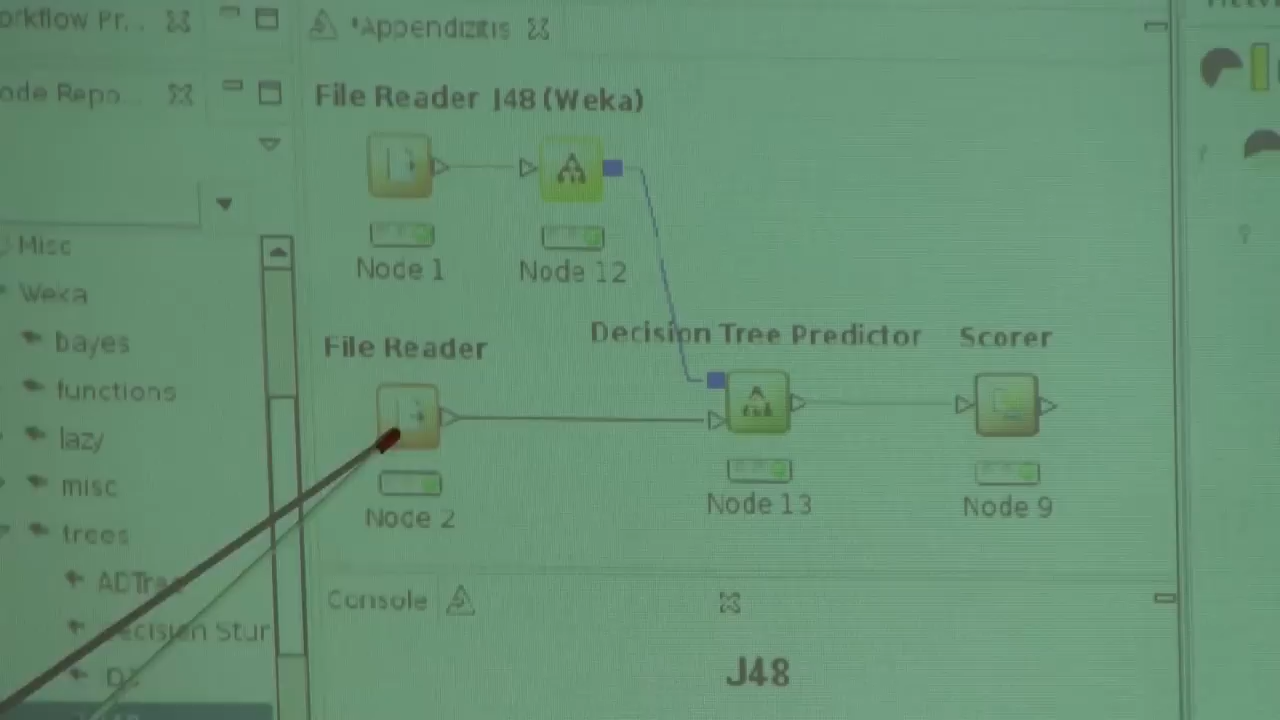 orkflow Pr...
*Appendizitis
ode Repo...
File Reader J48 (Weka)
Misc
Node 1
Node 12
Weka
bayes
File Reader
Decision Tree Predictor
Scorer
functions
lazy
misc
Node 2
Node 13
Node 9
trees
Console
J48